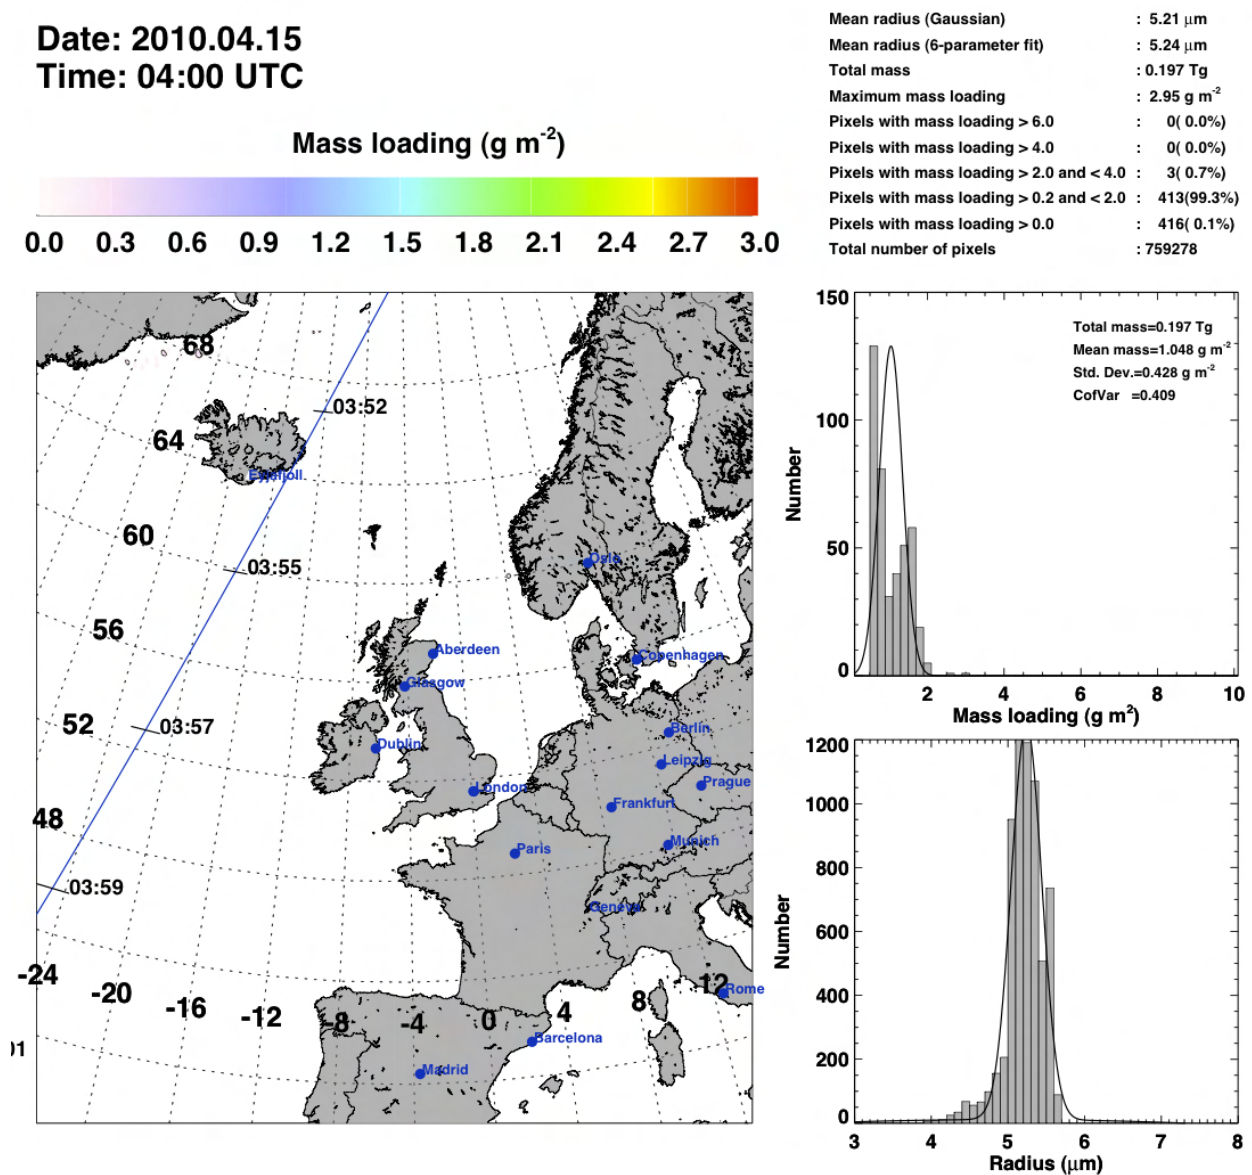 Date: 2010.04.15
Time: 04:00 UTC
Mass loading (g m-2)
0.0 0.3 0.6 0.9 1.2 1.5 1.8 2.1 2.4 2.7 3.0
Mean radius (Gaussian) : 5.21 μm
Mean radius (6-parameter fit) : 5.24 μm
Total mass : 0.197 Tg
Maximum mass loading : 2.95 g m-2
Pixels with mass loading > 6.0 : 0( 0.0%)
Pixels with mass loading > 4.0 : 0( 0.0%)
Pixels with mass loading > 2.0 and < 4.0 : 3( 0.7%)
Pixels with mass loading > 0.2 and < 2.0 : 413(99.3%)
Pixels with mass loading > 0.0 : 416( 0.1%)
Total number of pixels : 759278
68
03:52
64
Eyjafjöll
60
03:55
Oslo
56
Aberdeen
Copenhagen
Glasgow
52
03:57
Dublin
Berlin
Leipzig
London
Prague
48
Frankfurt
Paris
Munich
03:59
Geneva
-24 -20 -16 -12 -8 -4 0 4 8 12
Rome
Barcelona
Madrid
01
150
100
50
0
Number
Total mass=0.197 Tg
Mean mass=1.048 g m-2
Std. Dev.=0.428 g m-2
CofVar =0.409
2 4 6 8 10
Mass loading (g m2)
1200
1000
800
600
400
200
0
Number
3 4 5 6 7 8
Radius (μm)